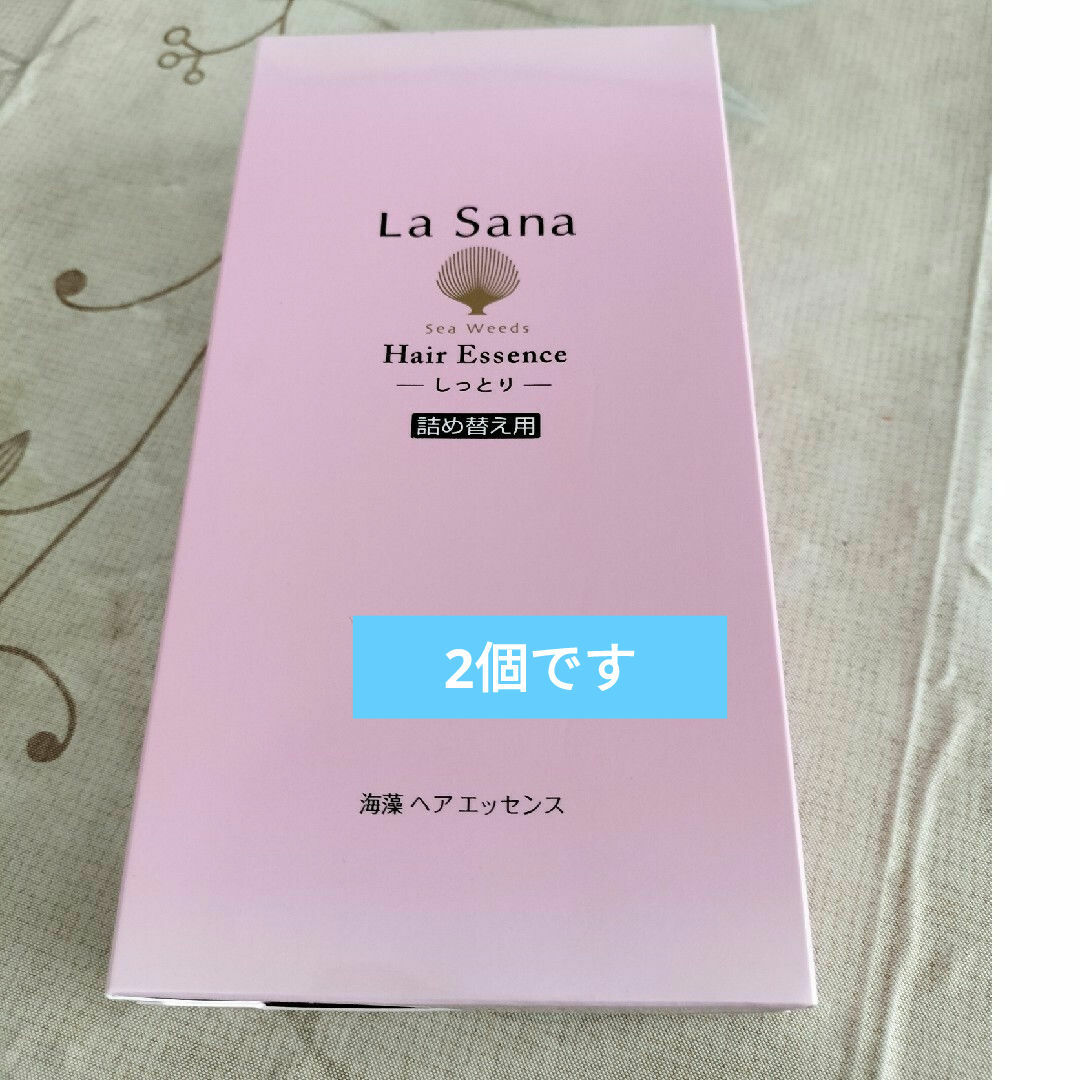 La Sana
Sea Weeds
Hair Essence
しっとり
詰め替え用
2個です
海藻 ヘア エッセンス